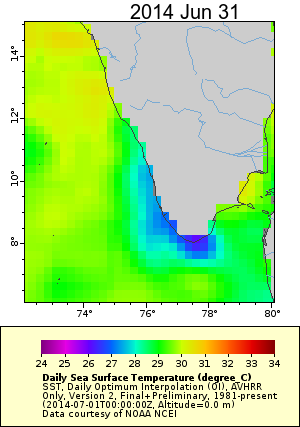 2014 Jun 31
14°
12°
10°
8°
74° 76° 78° 80°
24 25 26 27 28 29 30 31 32 33 34
Daily Sea Surface Temperature (degree_C)
SST, Daily Optimum Interpolation (OI), AVHRR
Only, Version 2, Final+Preliminary, 1981-present
(2014-07-01T00:00:00Z, Altitude=0.0 m)
Data courtesy of NOAA NCEI